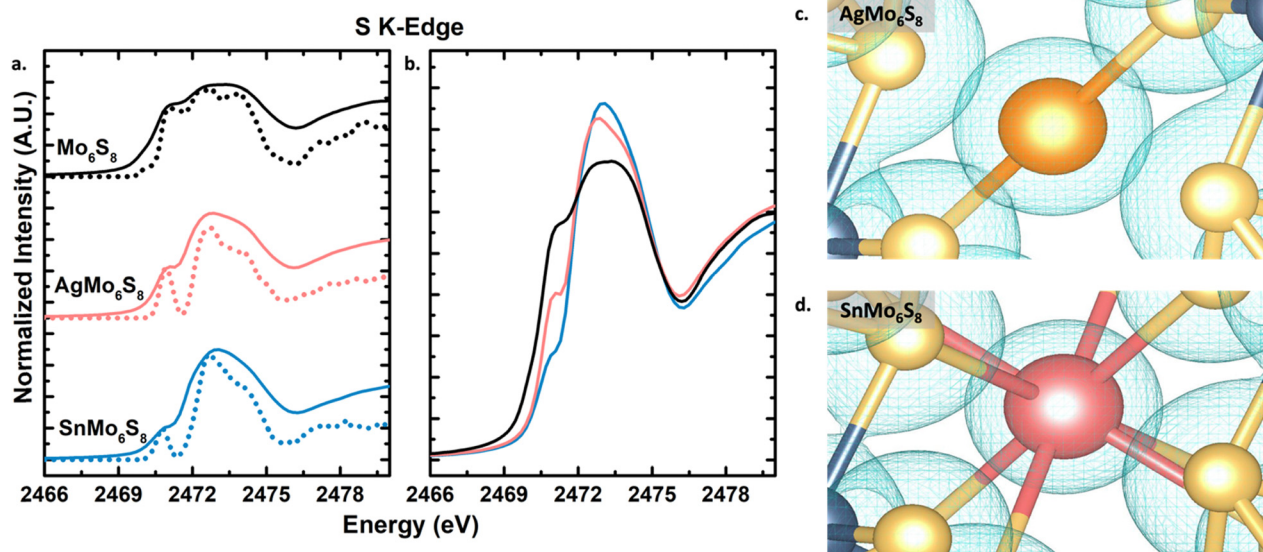 S K-Edge
a.
b.
c.
d.
Normalized Intensity (A.U.)
Mo6S8
AgMo6S8
SnMo6S8
2466 2469 2472 2475 2478
2466 2469 2472 2475 2478
Energy (eV)
AgMo6S8
SnMo6S8